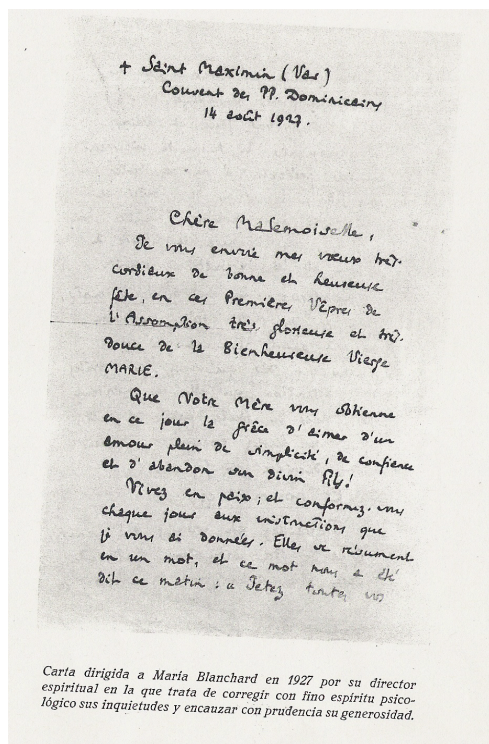 + Saint Maximin (Var)
Couvent des PP. Dominicains
14 août 1927.
Chère Mademoiselle,
Je vous envoie mes vœux très-
cordiaux de bonne et heureuse
fête, en ces Premières Vêpres de
l'Assomption très glorieuse et très-
douce de la Bienheureuse Vierge
MARIE.
Que Votre Mère vous obtienne
en ce jour la grâce d'aimer d'un
amour plein de simplicité, de confiance
et d'abandon son divin Fils!
Vivez en paix; et conformez-vous
chaque jour aux instructions que
je vous ai données. Elles se résument
en un mot, et ce mot nous a été
dit ce matin : « Jetez toutes vos
Carta dirigida a María Blanchard en 1927 por su director
espiritual en la que trata de corregir con fino espíritu psico-
lógico sus inquietudes y encauzar con prudencia su generosidad.